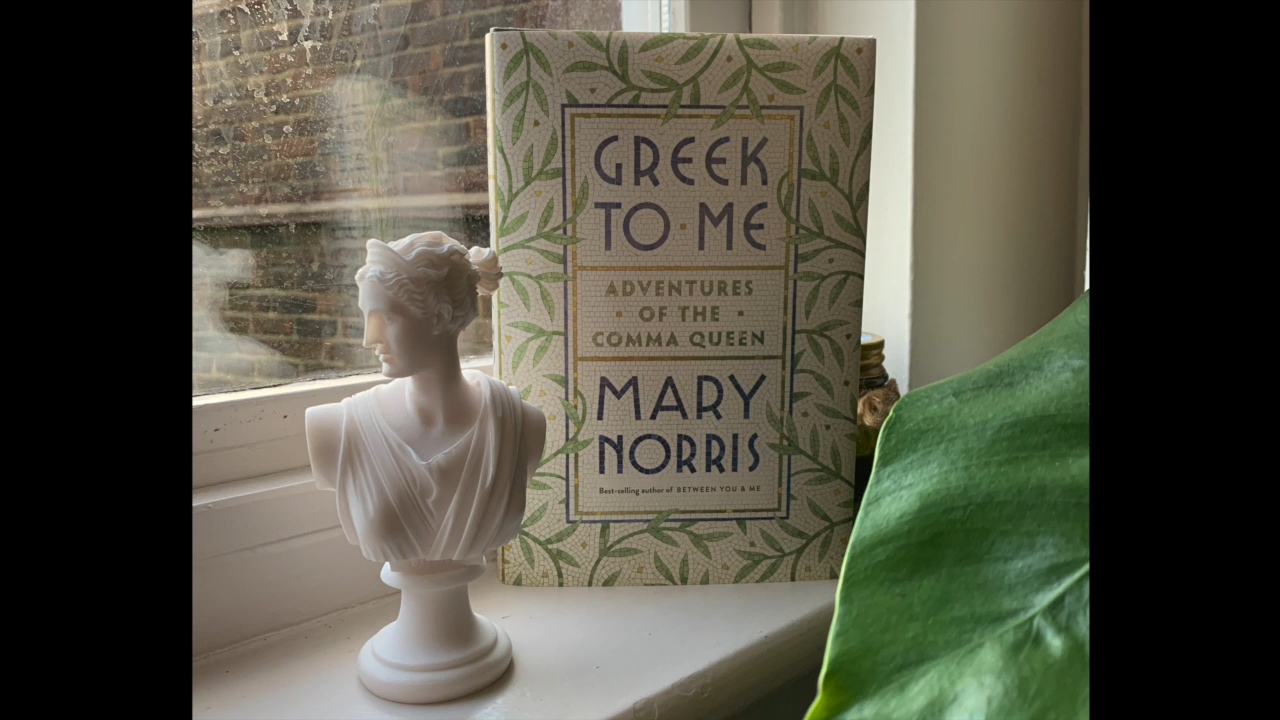 GREEK
TO·ME
ADVENTURES
· OF THE ·
COMMA QUEEN
MARY
NORRIS
Best-selling author of BETWEEN YOU & ME